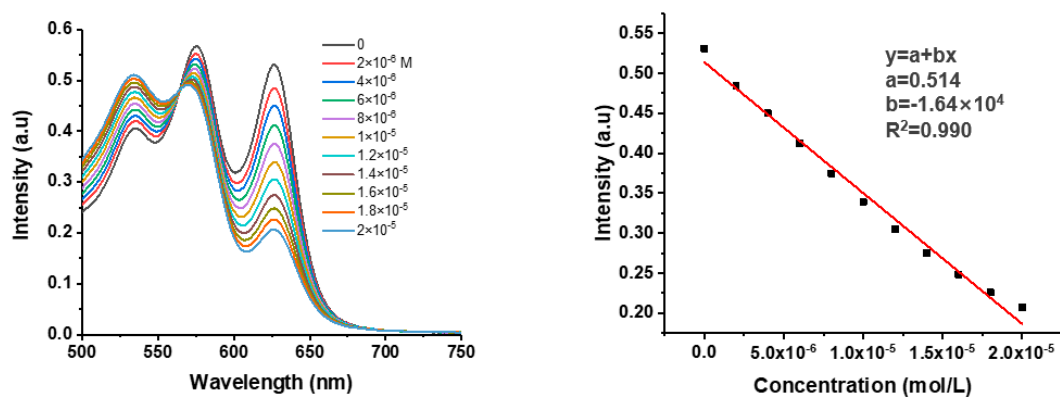 0.6
0.5
0.4
0.3
0.2
0.1
0.0
Intensity (a.u)
500
550
600
650
700
750
Wavelength (nm)
0
2×10⁻⁶ M
4×10⁻⁶
6×10⁻⁶
8×10⁻⁶
1×10⁻⁵
1.2×10⁻⁵
1.4×10⁻⁵
1.6×10⁻⁵
1.8×10⁻⁵
2×10⁻⁵
0.55
0.50
0.45
0.40
0.35
0.30
0.25
0.20
Intensity (a.u)
0.0
5.0x10⁻⁶
1.0x10⁻⁵
1.5x10⁻⁵
2.0x10⁻⁵
Concentration (mol/L)
y=a+bx
a=0.514
b=-1.64×10⁴
R²=0.990